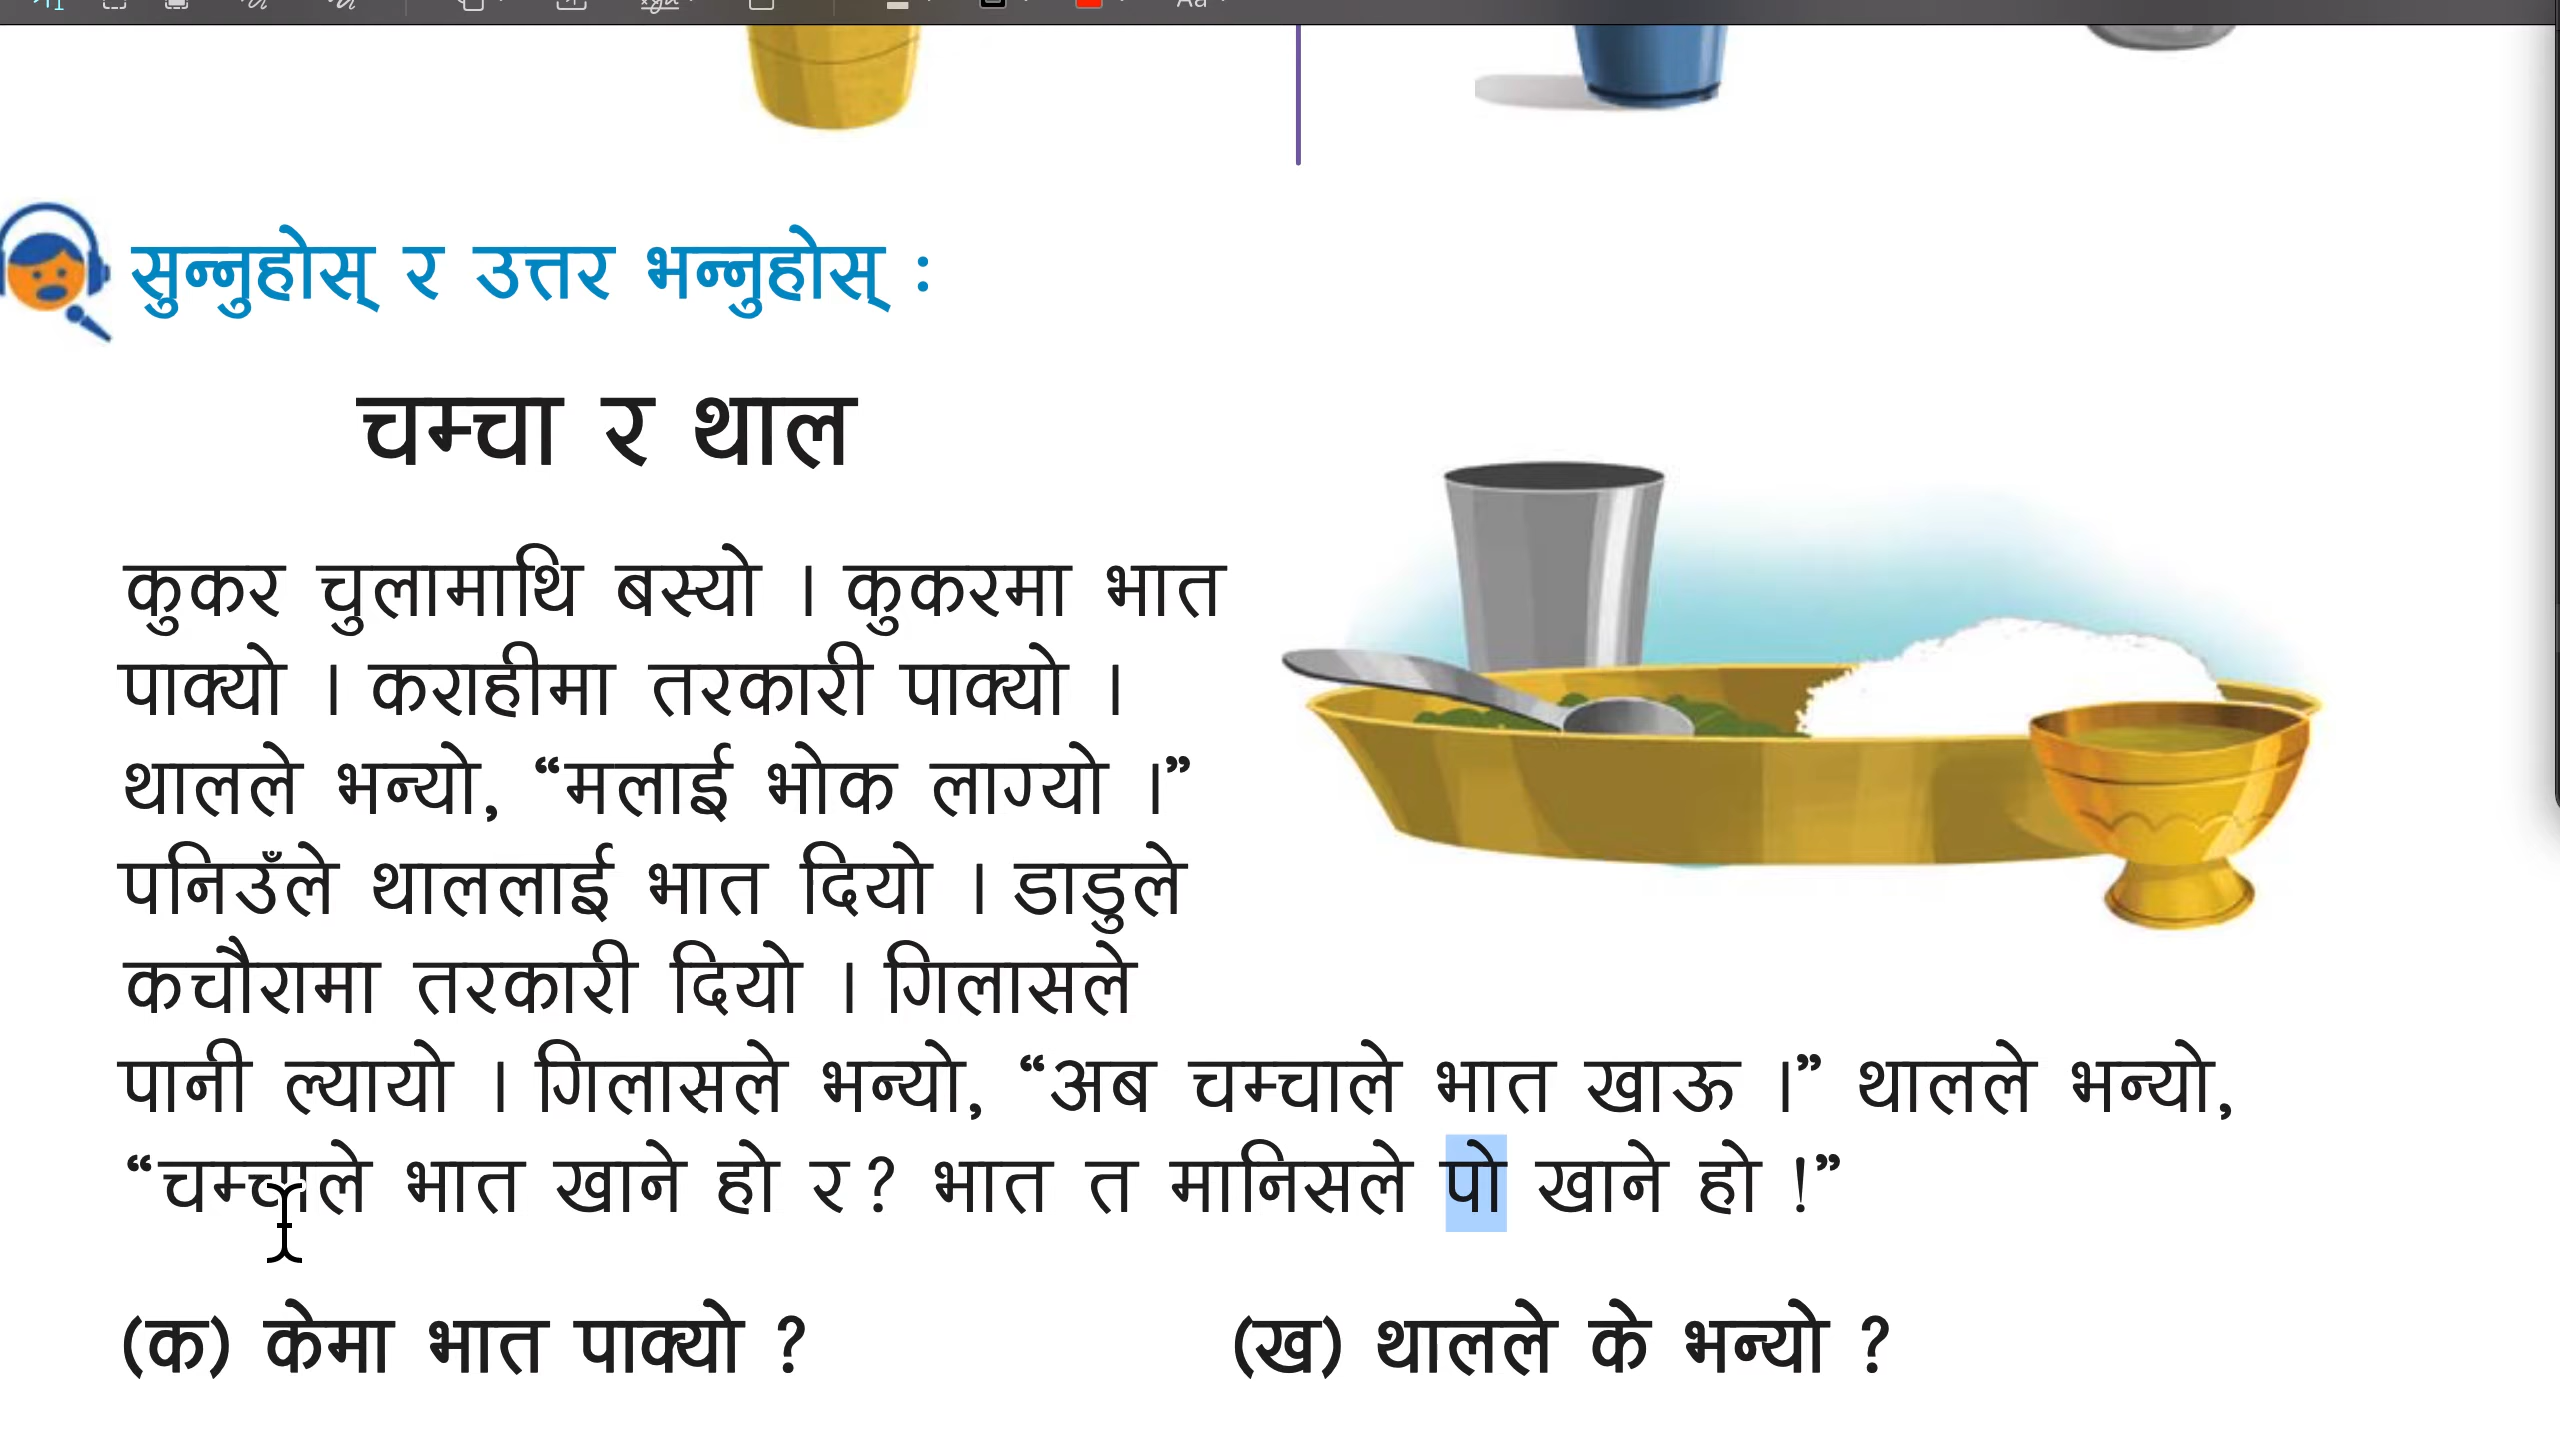 सुन्नुहोस् र उत्तर भन्नुहोस् :
चम्चा र थाल
कुकर चुलामाथि बस्यो । कुकरमा भात
पाक्यो । कराहीमा तरकारी पाक्यो ।
थालले भन्यो, “मलाई भोक लाग्यो ।”
पनिउँले थाललाई भात दियो । डाडुले
कचौरामा तरकारी दियो । गिलासले
पानी ल्यायो । गिलासले भन्यो, “अब चम्चाले भात खाऊ ।” थालले भन्यो,
“चम्चाले भात खाने हो र ? भात त मानिसले पो खाने हो !”
(क) केमा भात पाक्यो ?
(ख) थालले के भन्यो ?